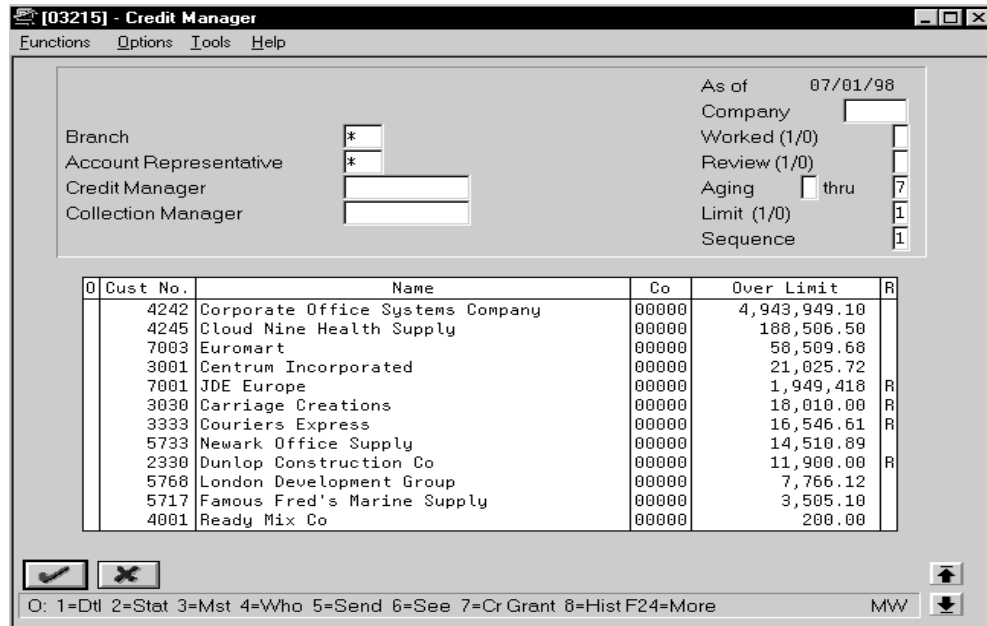 [03215] - Credit Manager
Functions Options Tools Help
As of 07/01/98
Company
Branch * Worked (1/0)
Account Representative * Review (1/0)
Credit Manager Aging thru 7
Collection Manager Limit (1/0) 1
Sequence 1
O Cust No. Name Co Over Limit R
4242 Corporate Office Systems Company 00000 4,943,949.10
4245 Cloud Nine Health Supply 00000 188,506.50
7003 Euromart 00000 58,509.68
3001 Centrum Incorporated 00000 21,025.72
7001 JDE Europe 00000 1,949,418 R
3030 Carriage Creations 00000 18,010.00 R
3333 Couriers Express 00000 16,546.61 R
5733 Newark Office Supply 00000 14,510.89
2330 Dunlop Construction Co 00000 11,900.00 R
5768 London Development Group 00000 7,766.12
5717 Famous Fred's Marine Supply 00000 3,505.10
4001 Ready Mix Co 00000 200.00
O: 1=Dtl 2=Stat 3=Mst 4=Who 5=Send 6=See 7=Cr Grant 8=Hist F24=More MW